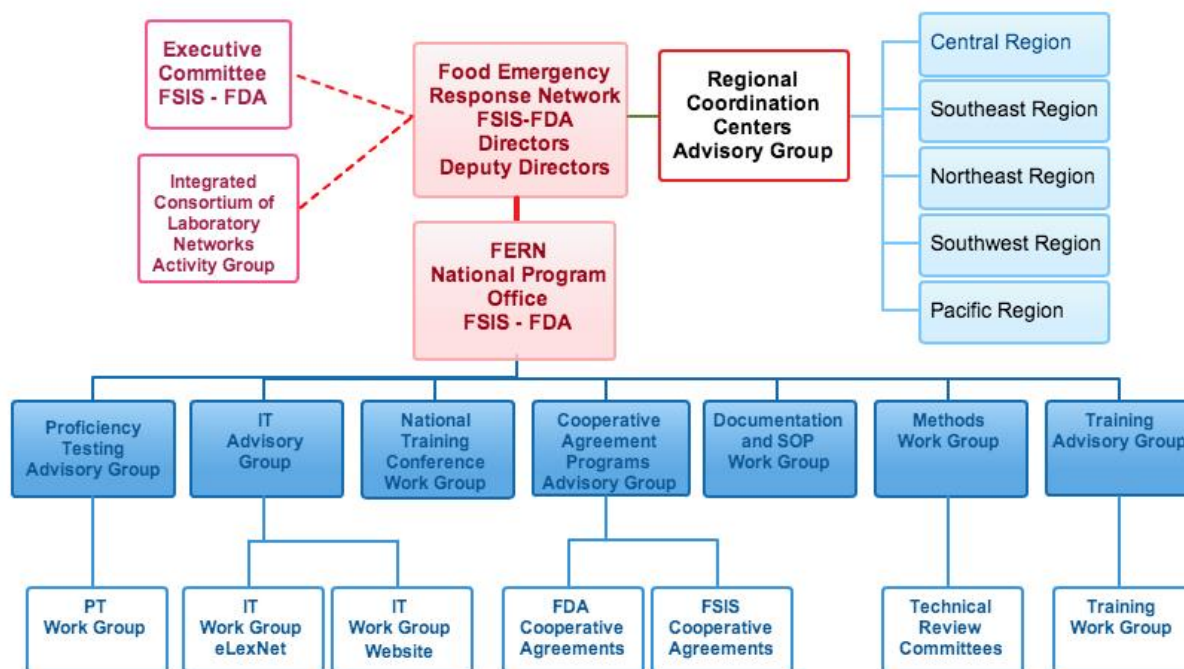 Executive
Committee
FSIS - FDA
Integrated
Consortium of
Laboratory
Networks
Activity Group
Food Emergency
Response Network
FSIS-FDA
Directors
Deputy Directors
Regional
Coordination
Centers
Advisory Group
Central Region
Southeast Region
Northeast Region
Southwest Region
Pacific Region
FERN
National Program
Office
FSIS - FDA
Proficiency
Testing
Advisory Group
IT
Advisory
Group
National
Training
Conference
Work Group
Cooperative
Agreement
Programs
Advisory Group
Documentation
and SOP
Work Group
Methods
Work Group
Training
Advisory Group
PT
Work Group
IT
Work Group
eLexNet
IT
Work Group
Website
FDA
Cooperative
Agreements
FSIS
Cooperative
Agreements
Technical
Review
Committees
Training
Work Group